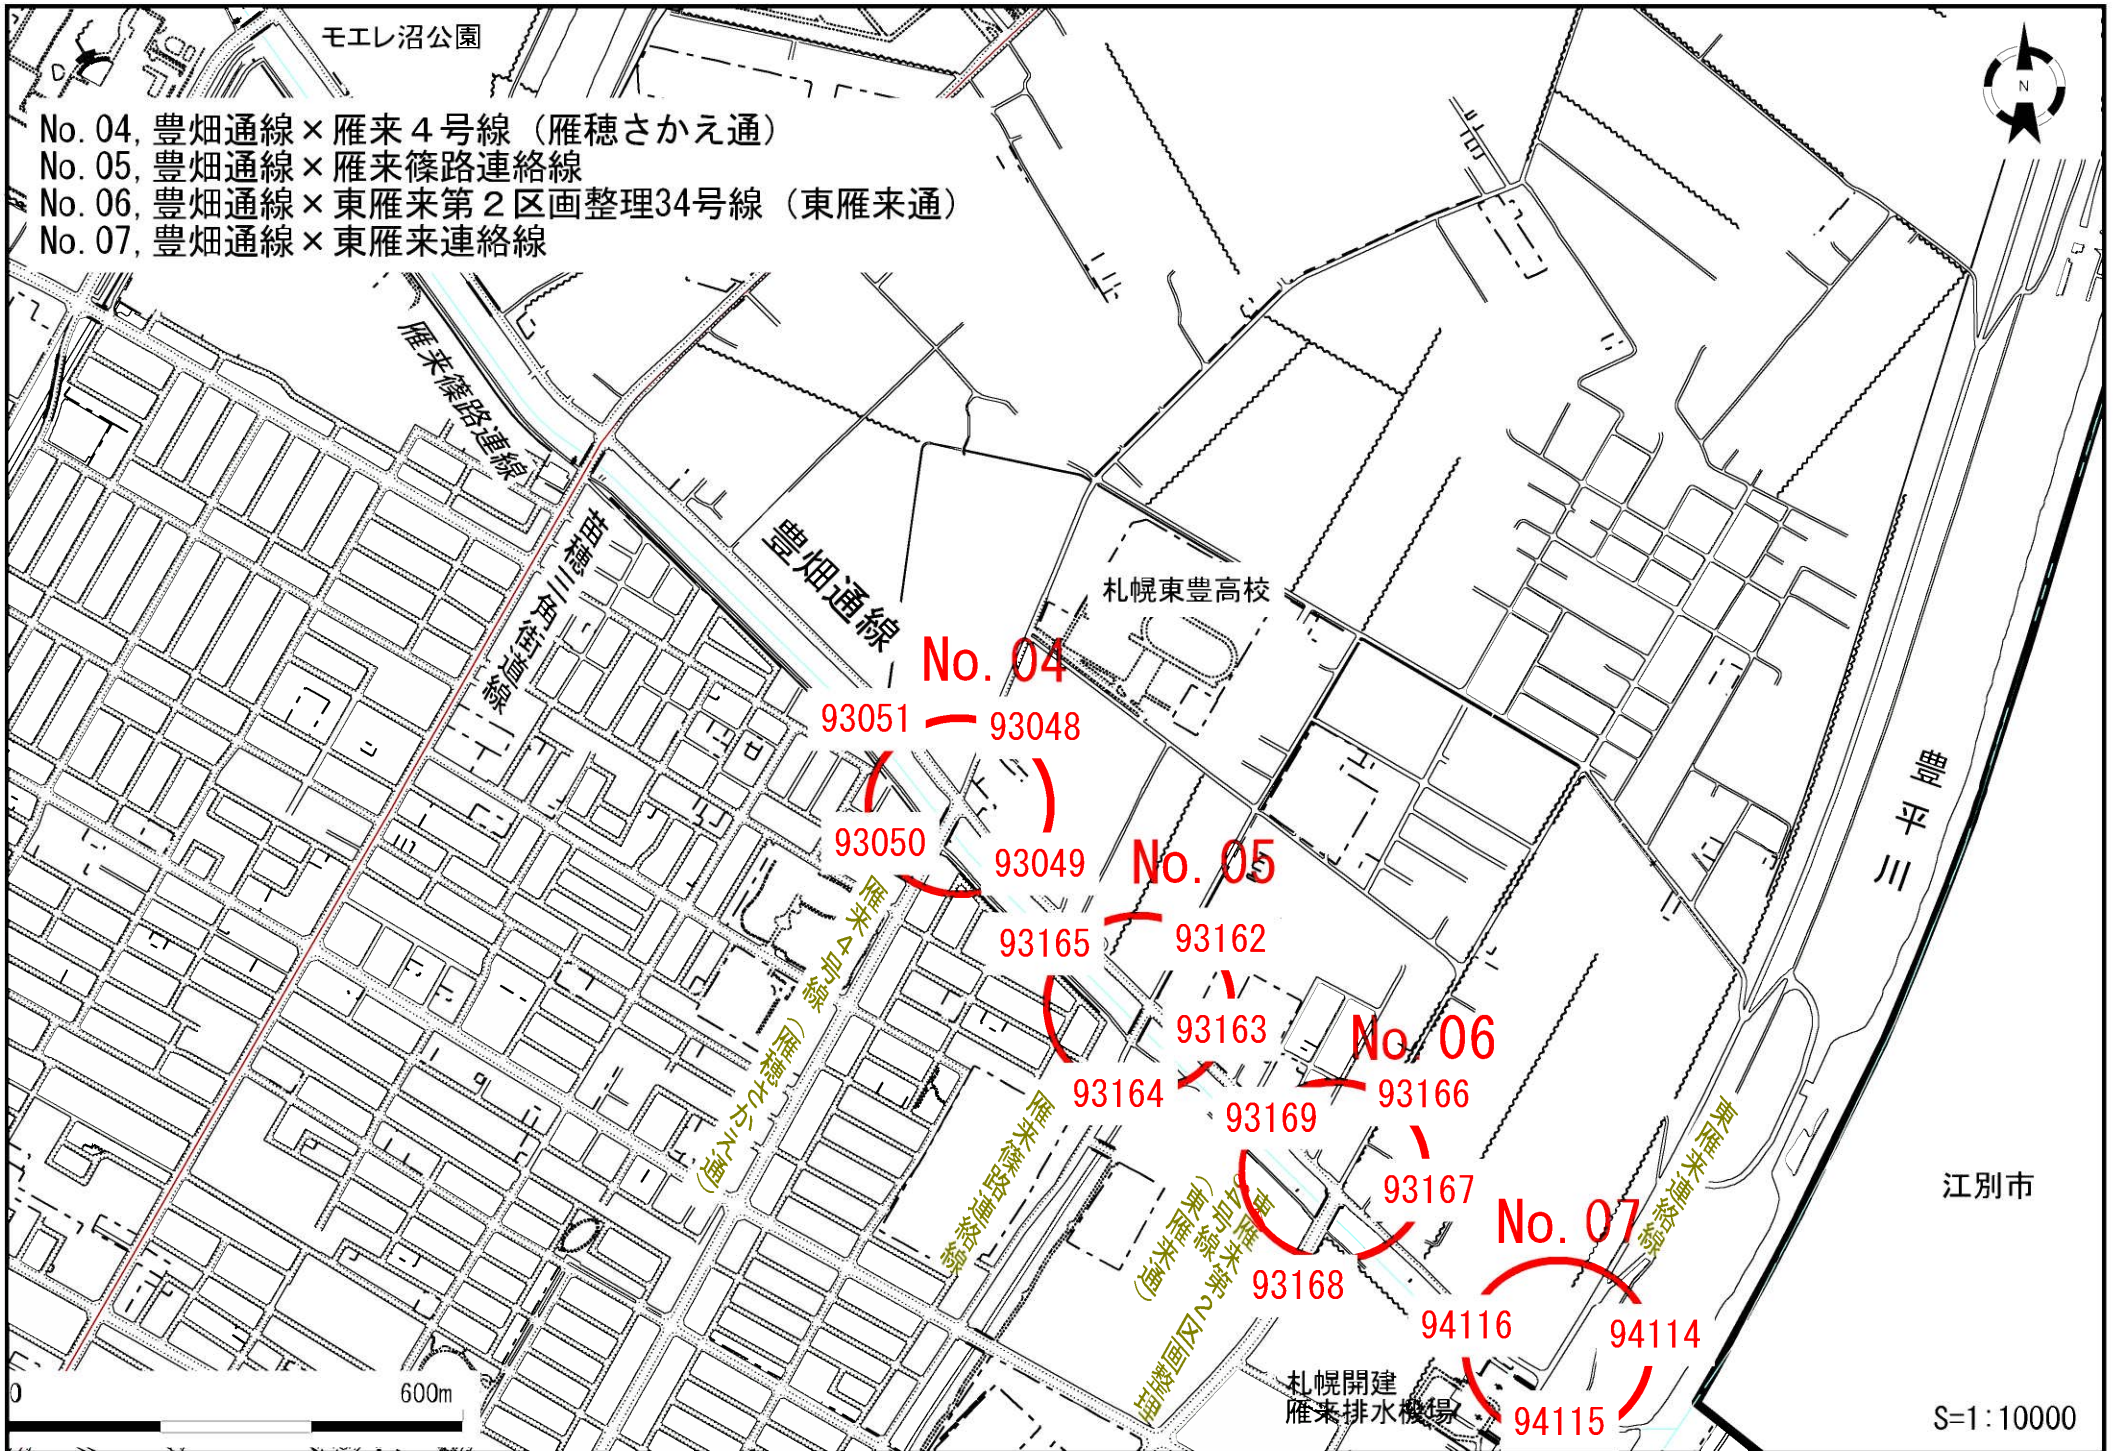 モエレ沼公園
N
No. 04, 豊畑通線×雁来４号線（雁穂さかえ通）
No. 05, 豊畑通線×雁来篠路連絡線
No. 06, 豊畑通線×東雁来第２区画整理34号線（東雁来通）
No. 07, 豊畑通線×東雁来連絡線
雁来篠路連線
苗穂三角街道線
豊畑通線
札幌東豊高校
No. 04
93051
93048
93050
93049
No. 05
93165
93162
93163
93164
No. 06
93169
93166
93167
93168
No. 07
94116
94114
94115
雁来４号線（雁穂さかえ通）
雁来篠路連絡線
東雁来第２区画整理
34号線
（東雁来通）
東雁来連絡線
豊平川
江別市
札幌開建
雁来排水機場
0
600m
S=1:10000